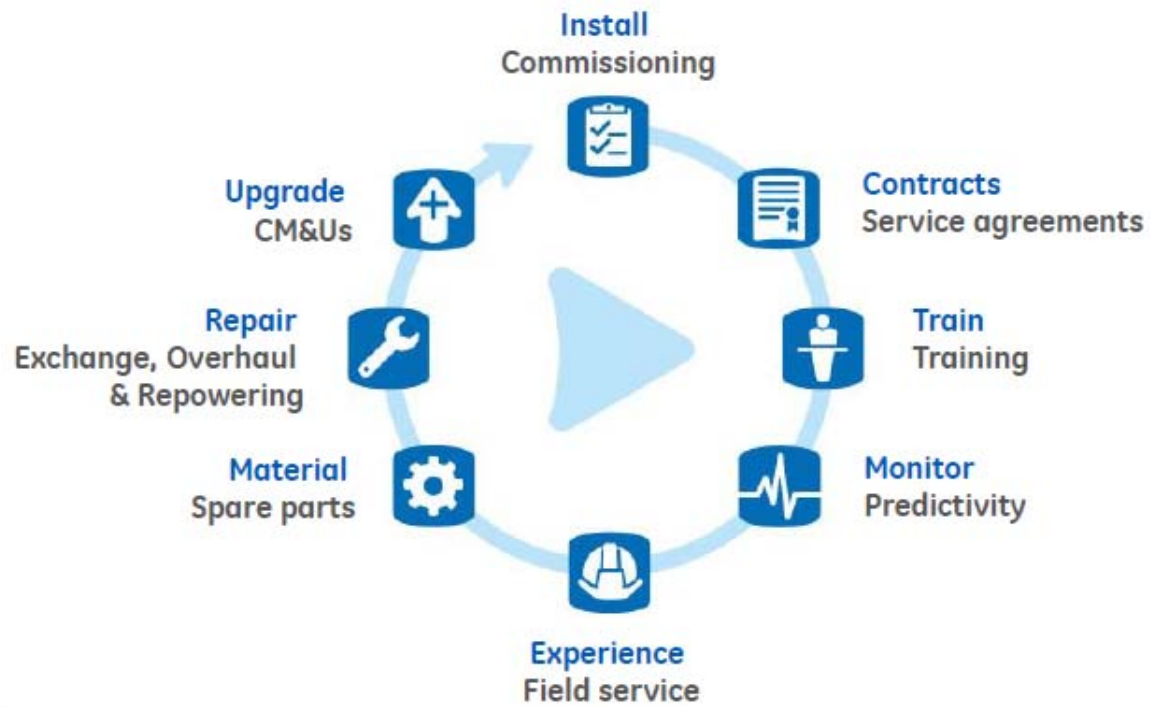 Install
Commissioning
Contracts
Service agreements
Train
Training
Monitor
Predictivity
Experience
Field service
Material
Spare parts
Repair
Exchange, Overhaul
& Repowering
Upgrade
CM&Us